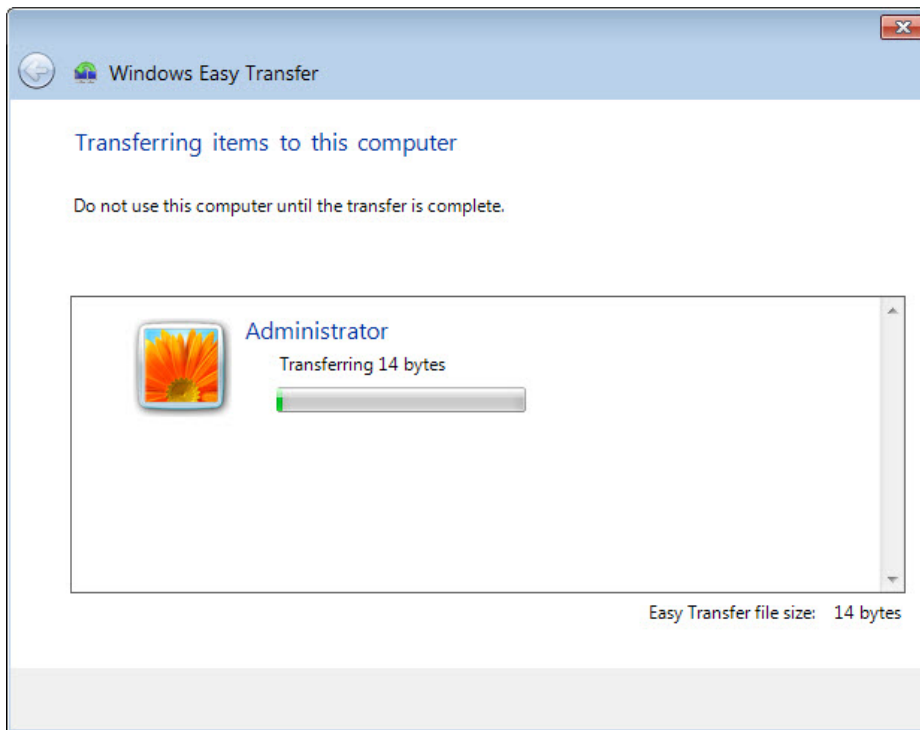 Windows Easy Transfer
Transferring items to this computer
Do not use this computer until the transfer is complete.
Administrator
Transferring 14 bytes
Easy Transfer file size: 14 bytes